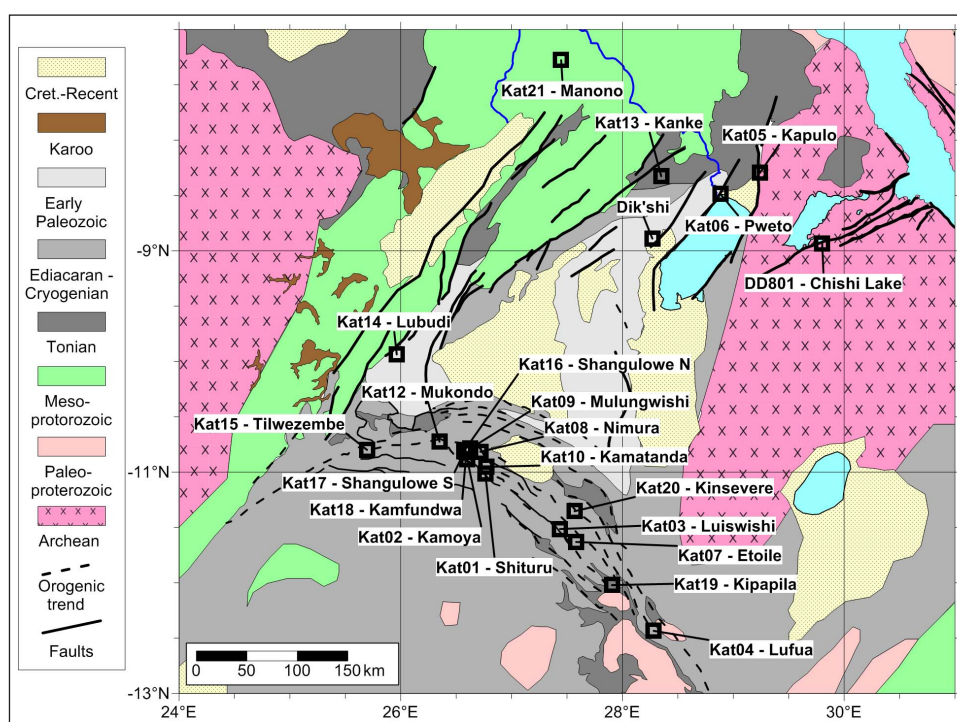 Cret.-Recent
Karoo
Early
Paleozoic
Ediacaran -
Cryogenian
Tonian
Meso-
proterozoic
Paleo-
proterozoic
Archean
Orogenic
trend
Faults
Kat21 - Manono
Kat13 - Kanke
Kat05 - Kapulo
Dik'shi
Kat06 - Pweto
-9°N
DD801 - Chishi Lake
Kat14 - Lubudi
Kat16 - Shangulowe N
Kat12 - Mukondo
Kat09 - Mulungwishi
Kat15 - Tilwezembe
Kat08 - Nimura
Kat10 - Kamatanda
-11°N
Kat17 - Shangulowe S
Kat20 - Kinsevere
Kat18 - Kamfundwa
Kat03 - Luiswishi
Kat02 - Kamoya
Kat07 - Etoile
Kat01 - Shituru
Kat19 - Kipapila
Kat04 - Lufua
0 50 100 150 km
-13°N
24°E 26°E 28°E 30°E